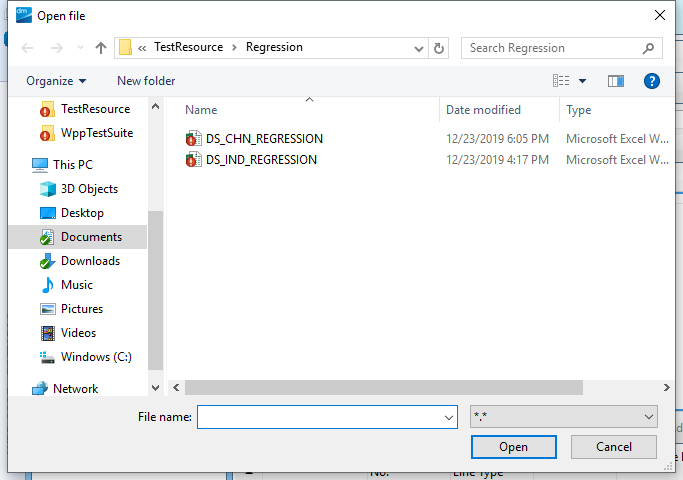 dm Open file
« TestResource > Regression
Search Regression
Organize New folder
?
TestResource
WppTestSuite
This PC
3D Objects
Desktop
Documents
Downloads
Music
Pictures
Videos
Windows (C:)
Network
Name Date modified Type
DS_CHN_REGRESSION 12/23/2019 6:05 PM Microsoft Excel W...
DS_IND_REGRESSION 12/23/2019 4:17 PM Microsoft Excel W...
File name:
*.*
Open Cancel
No. Line Type